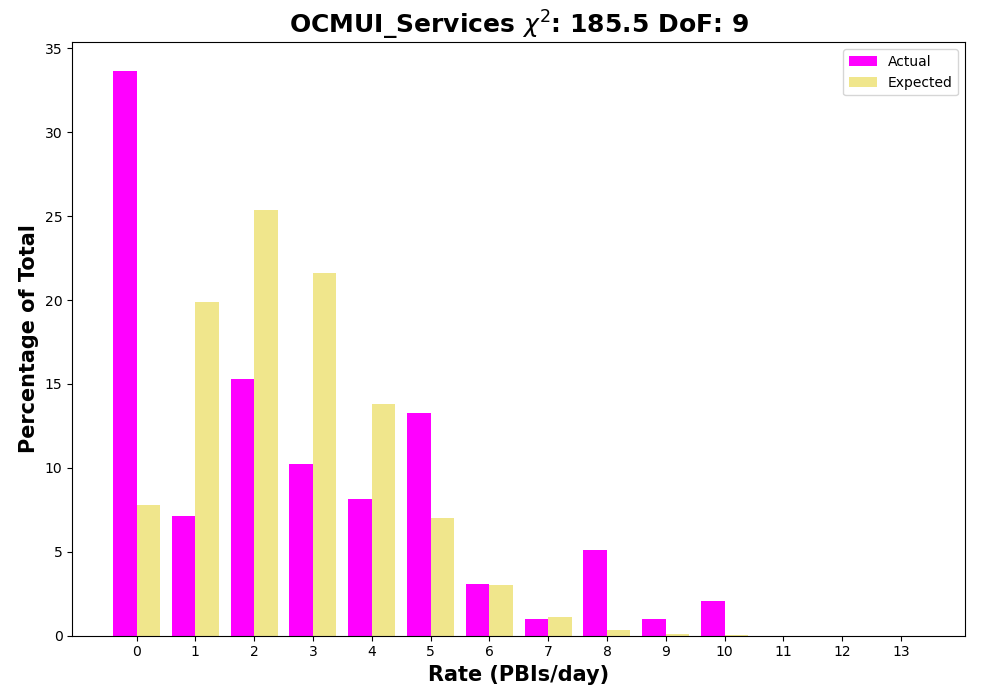 OCMUI_Services χ²: 185.5 DoF: 9
Actual
Expected
Percentage of Total
35
30
25
20
15
10
5
0
0 1 2 3 4 5 6 7 8 9 10 11 12 13
Rate (PBIs/day)